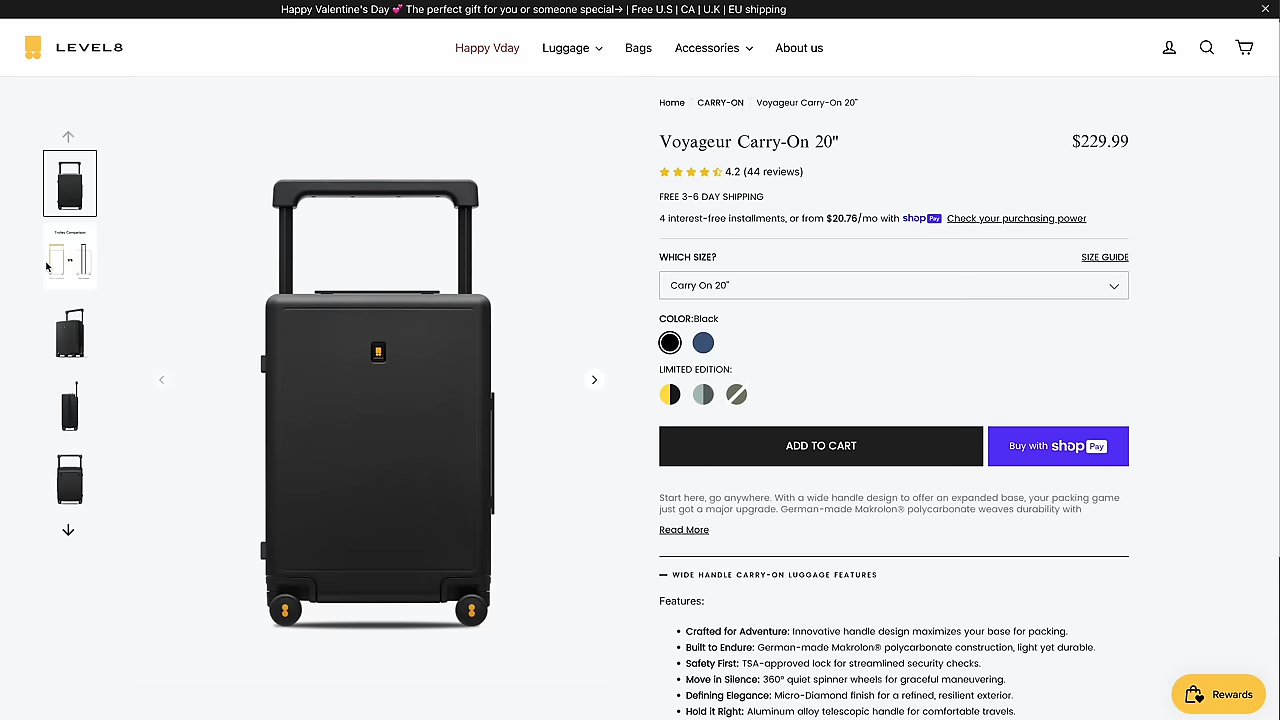 Happy Valentine's Day 💕 The perfect gift for you or someone special→ | Free U.S | CA | U.K | EU shipping
LEVEL8
Happy Vday
Luggage
Bags
Accessories
About us
Home
CARRY-ON
Voyageur Carry-On 20"
Voyageur Carry-On 20"
$229.99
4.2 (44 reviews)
FREE 3-6 DAY SHIPPING
4 interest-free installments, or from $20.76/mo with shop Pay Check your purchasing power
WHICH SIZE?
SIZE GUIDE
Carry On 20"
COLOR:Black
LIMITED EDITION:
ADD TO CART
Buy with shop Pay
Start here, go anywhere. With a wide handle design to offer an expanded base, your packing game
just got a major upgrade. German-made Makrolon® polycarbonate weaves durability with
Read More
WIDE HANDLE CARRY-ON LUGGAGE FEATURES
Features:
• Crafted for Adventure: Innovative handle design maximizes your base for packing.
• Built to Endure: German-made Makrolon® polycarbonate construction, light yet durable.
• Safety First: TSA-approved lock for streamlined security checks.
• Move in Silence: 360° quiet spinner wheels for graceful maneuvering.
• Defining Elegance: Micro-Diamond finish for a refined, resilient exterior.
• Hold it Right: Aluminum alloy telescopic handle for comfortable travels.
Trolley Comparison
VS
Rewards